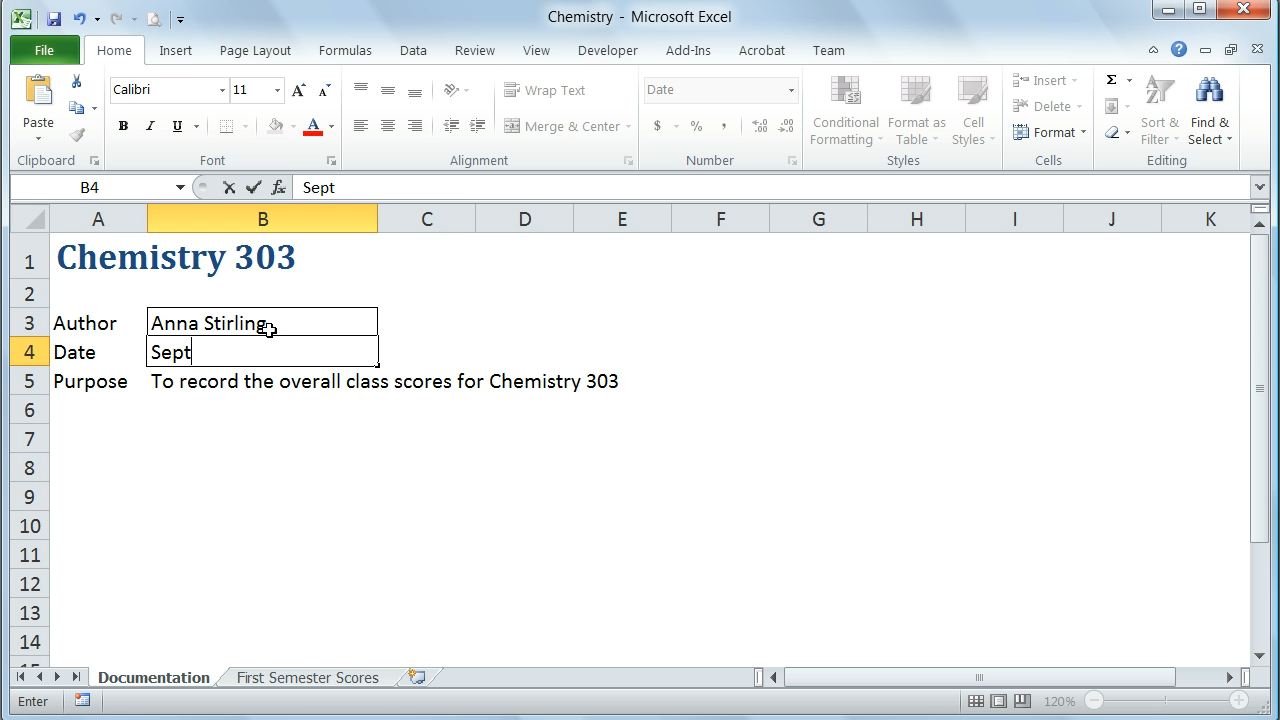 Chemistry - Microsoft Excel
File Home Insert Page Layout Formulas Data Review View Developer Add-Ins Acrobat Team
Paste
Calibri 11
B I U A
Wrap Text
Merge & Center
Date
$ % ,
Conditional Formatting
Format as Table
Cell Styles
Insert
Delete
Format
Σ
Sort & Filter
Find & Select
Clipboard Font Alignment Number Styles Cells Editing
B4 fx Sept
A B C D E F G H I J K
1 Chemistry 303
2
3 Author Anna Stirling
4 Date Sept
5 Purpose To record the overall class scores for Chemistry 303
6
7
8
9
10
11
12
13
14
15
Documentation First Semester Scores
Enter 120%